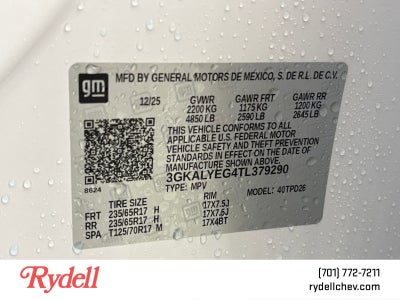 gm
MFD BY GENERAL MOTORS DE MEXICO, S. DE R.L. DE C.V.
12/25 GVWR GAWR FRT GAWR RR
2200 KG 1175 KG 1200 KG
4850 LB 2590 LB 2645 LB
THIS VEHICLE CONFORMS TO ALL
APPLICABLE U.S. FEDERAL MOTOR
VEHICLE SAFETY STANDARDS IN
EFFECT ON THE DATE OF
MANUFACTURE SHOWN ABOVE.
3GKALYEG4TL379290
8624 TYPE: MPV MODEL: 40TPD26
TIRE SIZE RIM
FRT 235/65R17 H 17X7.5J
RR 235/65R17 H 17X7.5J
SPA T125/70R17 M 17X4BT
Rydell
(701) 772-7211
rydellchev.com